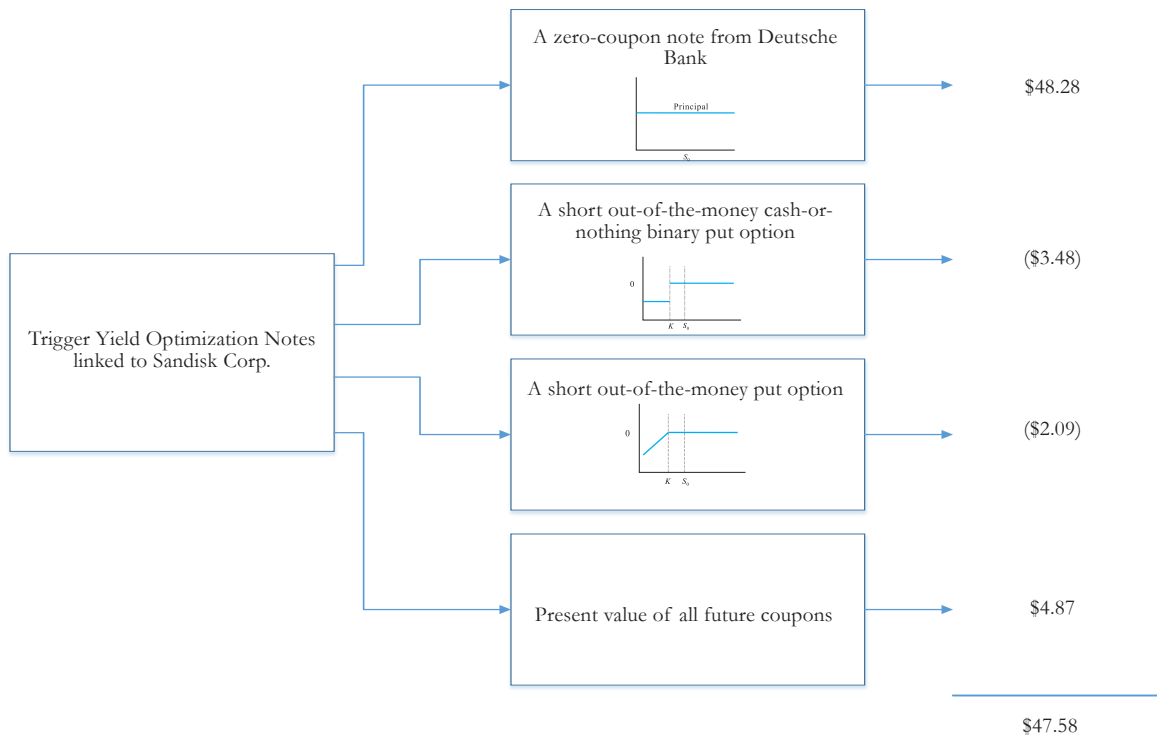 A zero-coupon note from Deutsche
Bank
Principal
S₀
$48.28
A short out-of-the-money cash-or-
nothing binary put option
0
K S₀
($3.48)
Trigger Yield Optimization Notes
linked to Sandisk Corp.
A short out-of-the-money put option
0
K S₀
($2.09)
Present value of all future coupons
$4.87
$47.58